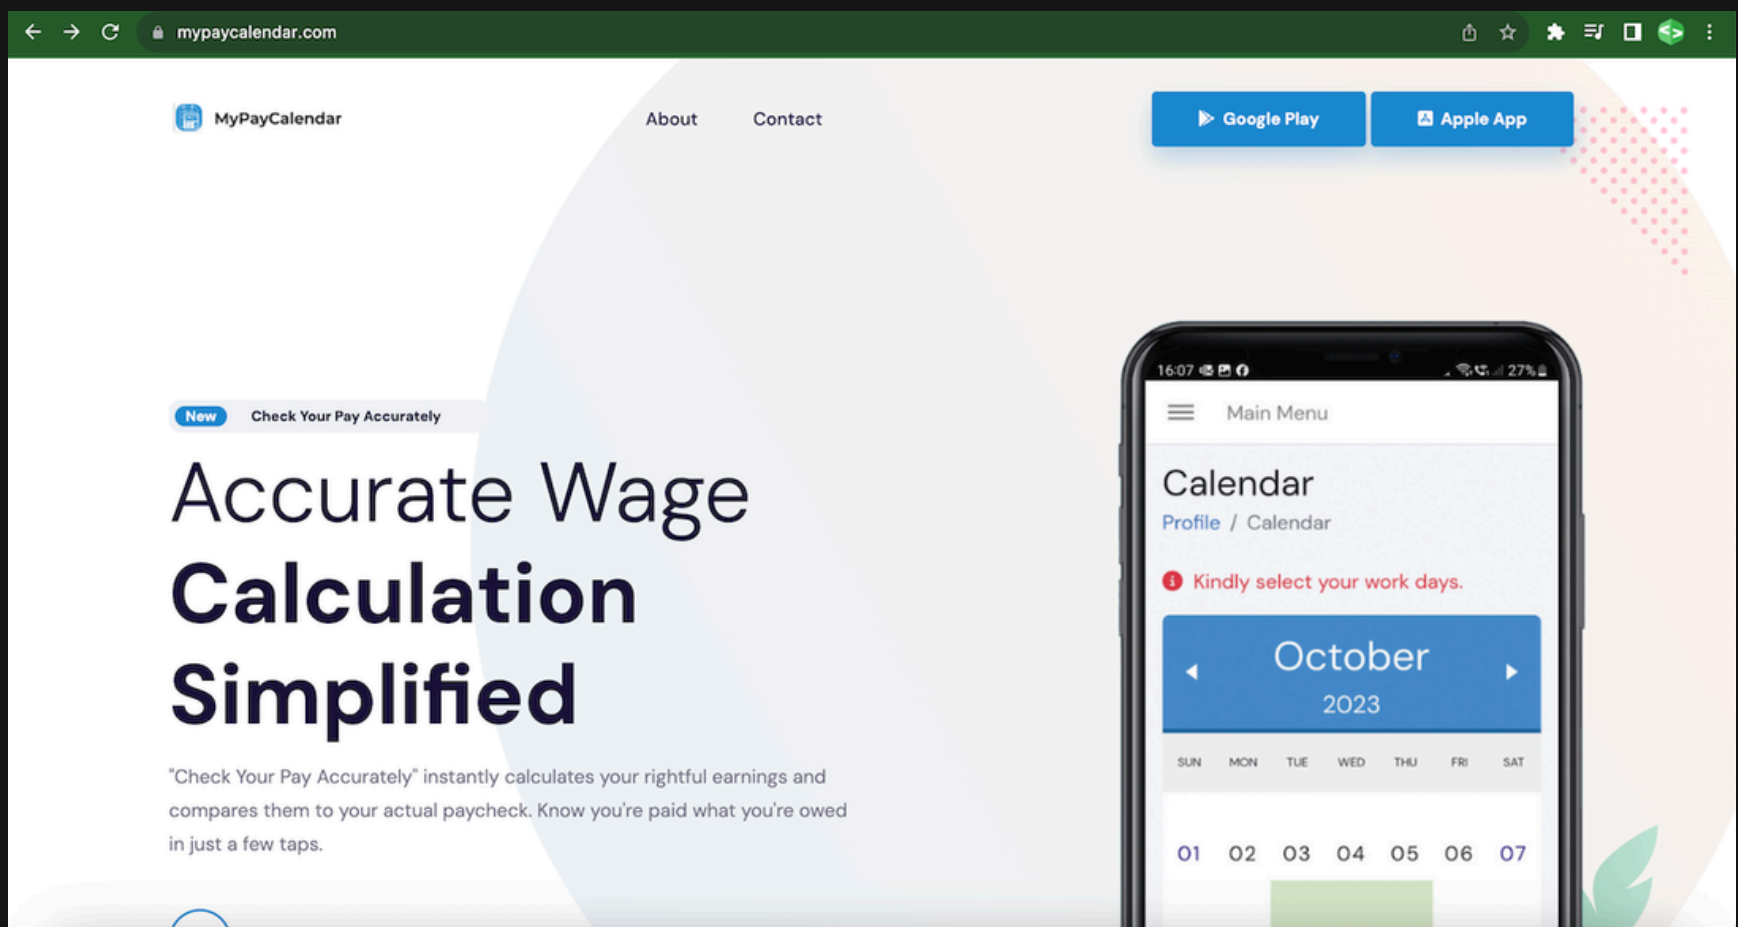 mypaycalendar.com
MyPayCalendar
About
Contact
Google Play
Apple App
New
Check Your Pay Accurately
Accurate Wage
Calculation
Simplified
"Check Your Pay Accurately" instantly calculates your rightful earnings and
compares them to your actual paycheck. Know you're paid what you're owed
in just a few taps.
16:07
27%
Main Menu
Calendar
Profile / Calendar
Kindly select your work days.
October
2023
SUN MON TUE WED THU FRI SAT
01 02 03 04 05 06 07